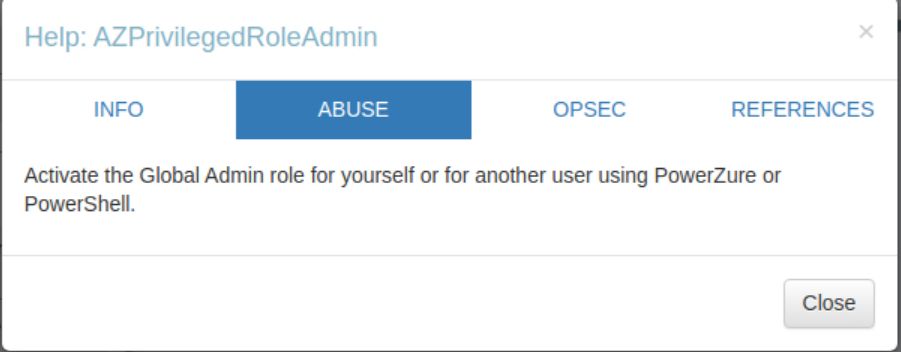 Help: AZPrivilegedRoleAdmin
×
INFO
ABUSE
OPSEC
REFERENCES
Activate the Global Admin role for yourself or for another user using PowerZure or
PowerShell.
Close